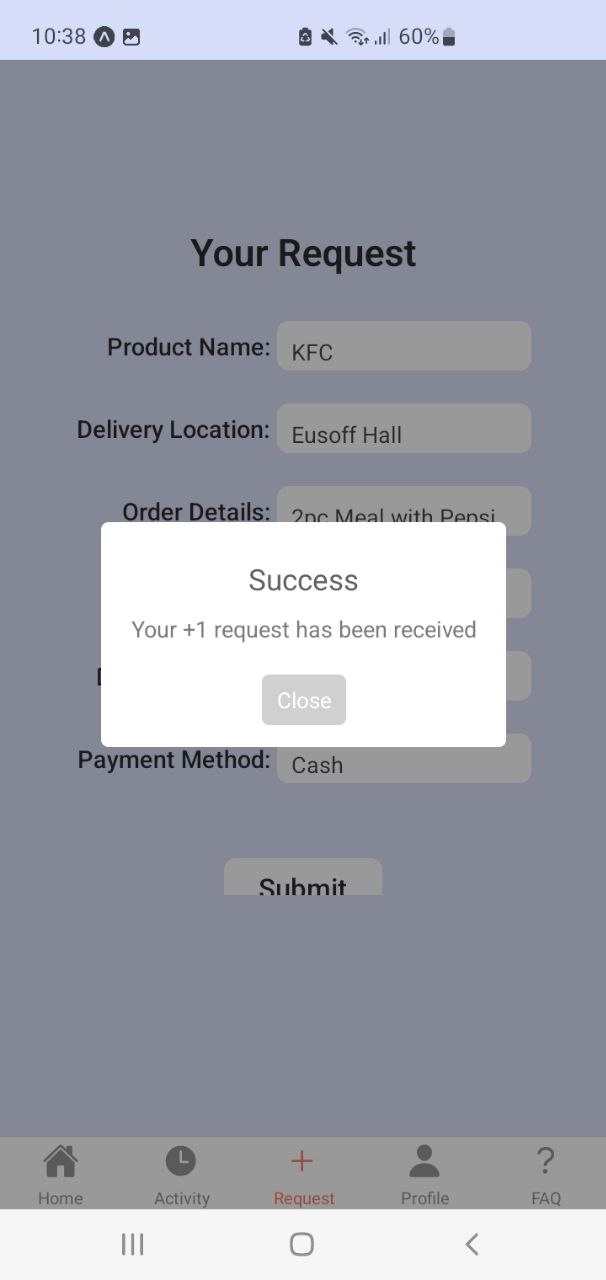 10:38 60%
Your Request
Product Name: KFC
Delivery Location: Eusoff Hall
Order Details: 2pc Meal with Pepsi
Success
Your +1 request has been received
Close
Payment Method: Cash
Submit
Home Activity Request Profile FAQ